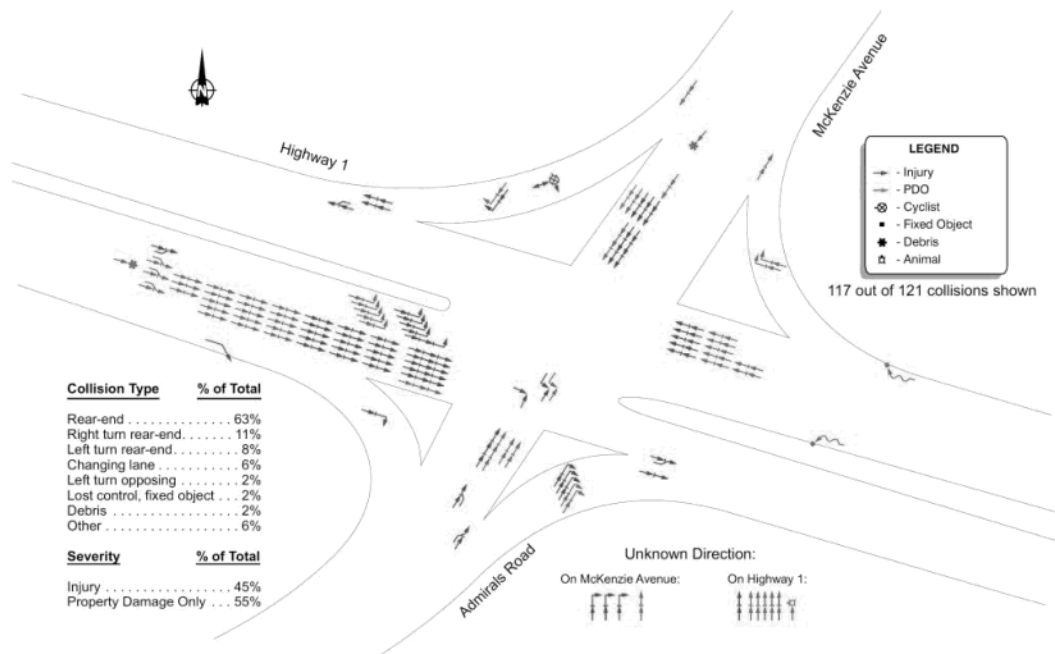 Highway 1
McKenzie Avenue
LEGEND
- Injury
- PDO
- Cyclist
- Fixed Object
- Debris
- Animal
117 out of 121 collisions shown
Collision Type % of Total
Rear-end . . . . . . . . . . . . . . 63%
Right turn rear-end. . . . . . . 11%
Left turn rear-end. . . . . . . . . 8%
Changing lane . . . . . . . . . . . 6%
Left turn opposing . . . . . . . . 2%
Lost control, fixed object . . . 2%
Debris . . . . . . . . . . . . . . . . . 2%
Other . . . . . . . . . . . . . . . . . . 6%
Severity % of Total
Injury . . . . . . . . . . . . . . . . . 45%
Property Damage Only . . . 55%
Admirals Road
Unknown Direction:
On McKenzie Avenue: On Highway 1: